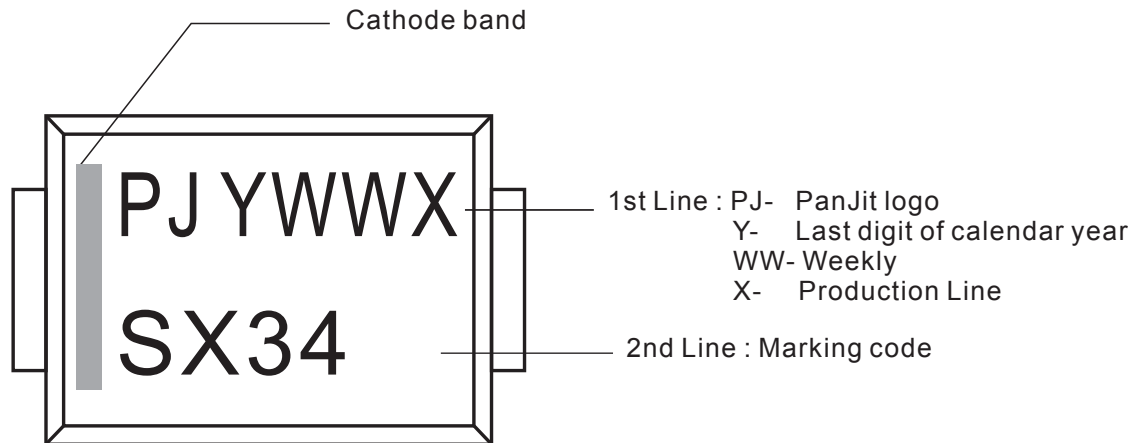 Cathode band
PJ YWWX
1st Line : PJ- PanJit logo
Y- Last digit of calendar year
WW- Weekly
X- Production Line
SX34
2nd Line : Marking code